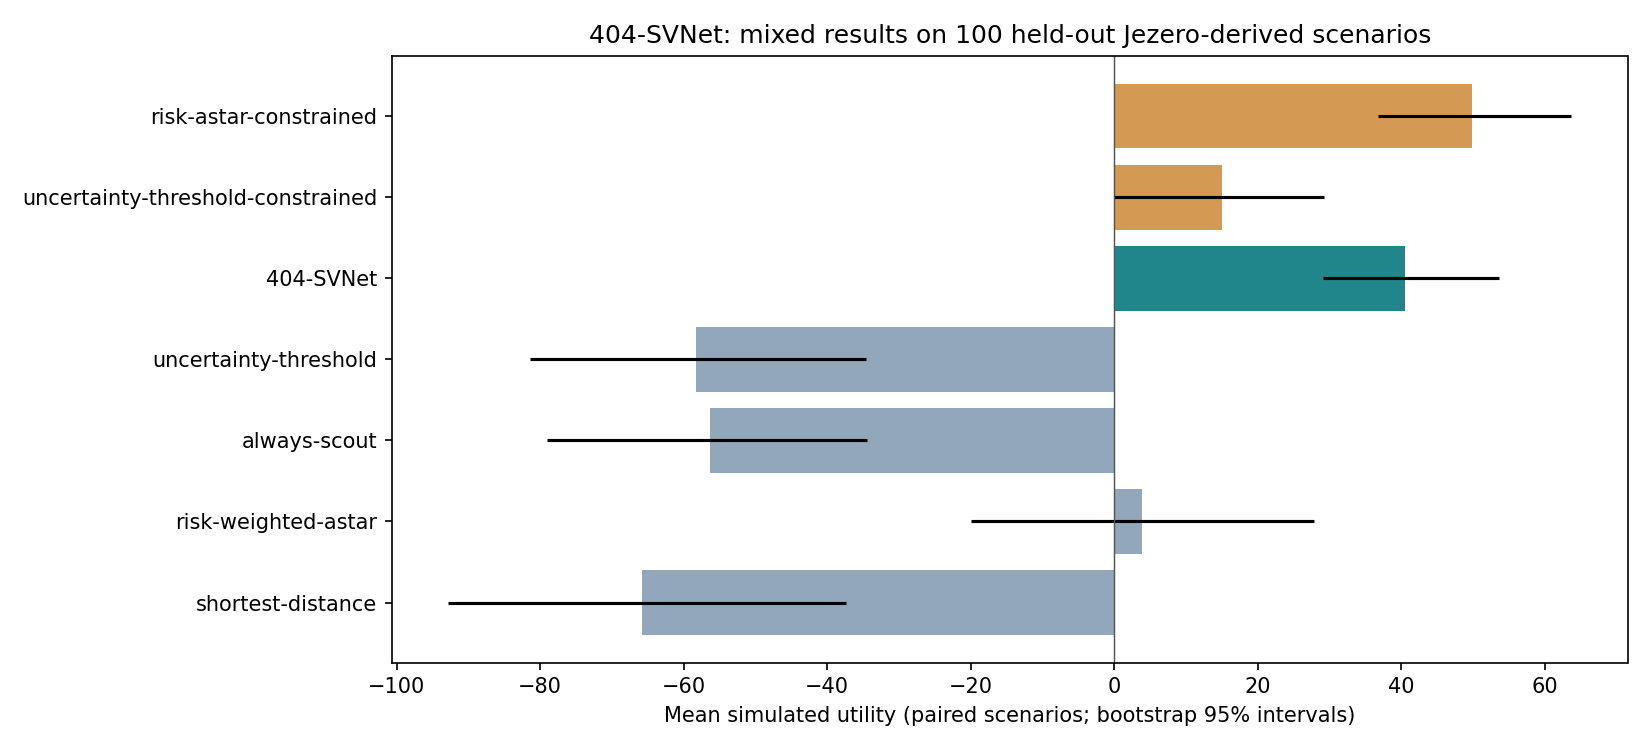 404-SVNet: mixed results on 100 held-out Jezero-derived scenarios
risk-astar-constrained
uncertainty-threshold-constrained
404-SVNet
uncertainty-threshold
always-scout
risk-weighted-astar
shortest-distance
−100 −80 −60 −40 −20 0 20 40 60
Mean simulated utility (paired scenarios; bootstrap 95% intervals)